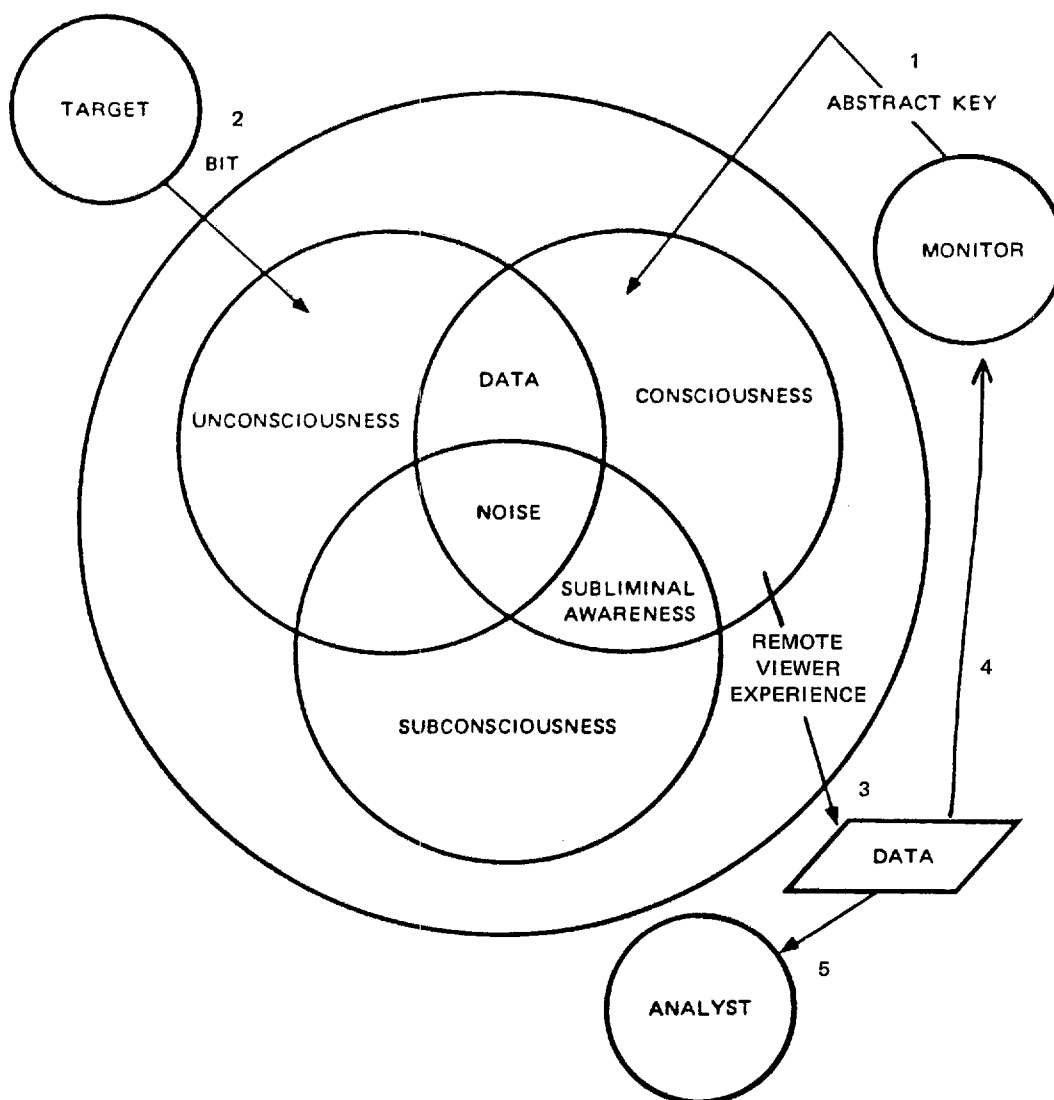 1
TARGET
2
ABSTRACT KEY
BIT
MONITOR
DATA
CONSCIOUSNESS
UNCONSCIOUSNESS
NOISE
SUBLIMINAL
AWARENESS
REMOTE
VIEWER
EXPERIENCE
4
SUBCONSCIOUSNESS
3
DATA
5
ANALYST